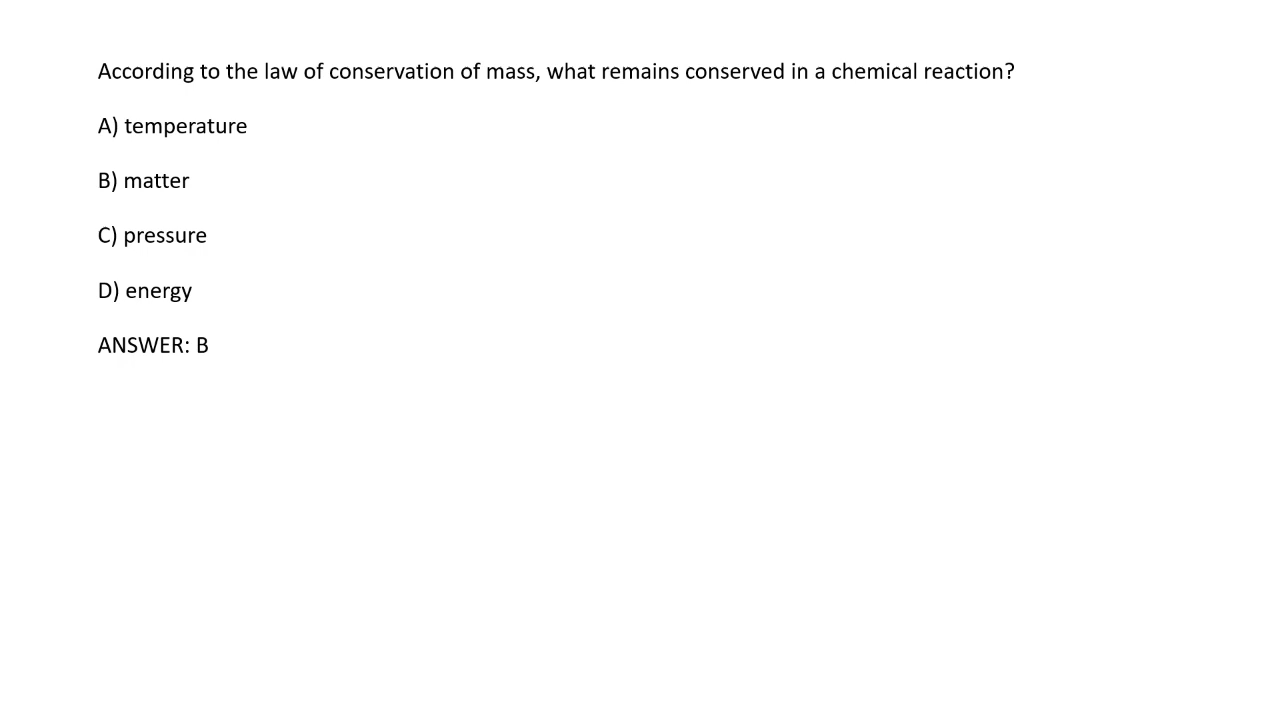 According to the law of conservation of mass, what remains conserved in a chemical reaction?
A) temperature
B) matter
C) pressure
D) energy
ANSWER: B